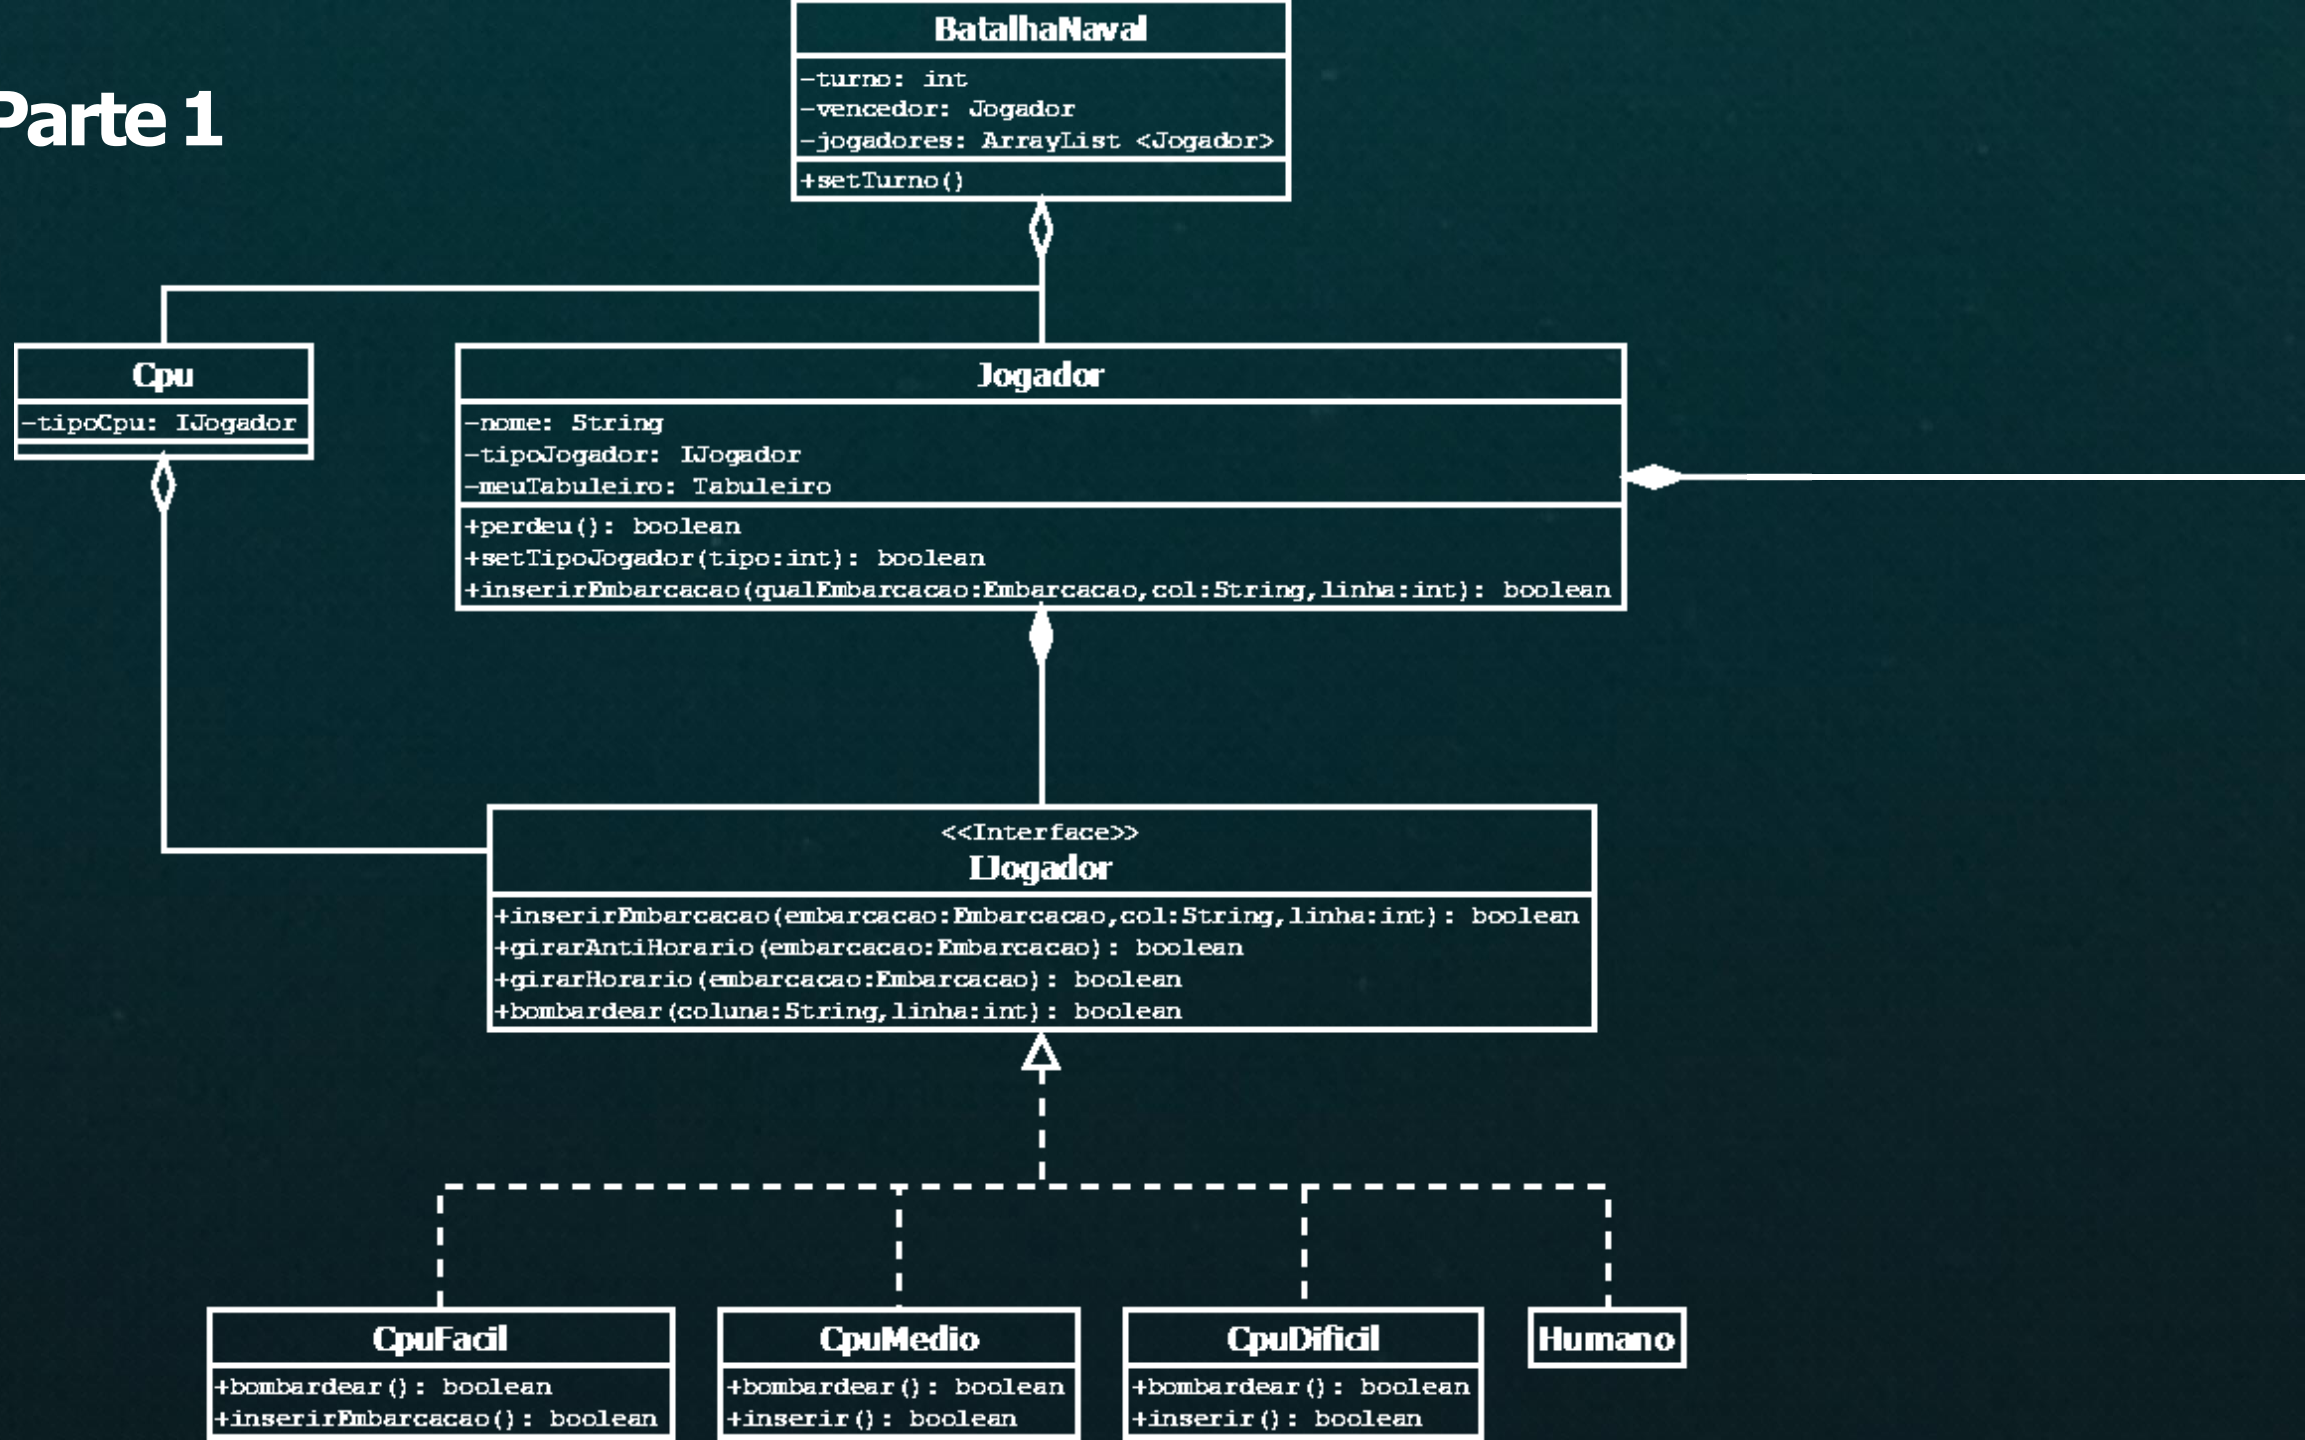 Parte 1
BatalhaNaval
-turno: int
-vencedor: Jogador
-jogadores: ArrayList <Jogador>
+setTurno()
Cpu
-tipoCpu: IJogador
Jogador
-nome: String
-tipoJogador: IJogador
-meuTabuleiro: Tabuleiro
+perdeu(): boolean
+setTipoJogador(tipo:int): boolean
+inserirEmbarcacao(qualEmbarcacao:Embarcacao,col:String,linha:int): boolean
<<Interface>>
IJogador
+inserirEmbarcacao(embarcacao:Embarcacao,col:String,linha:int): boolean
+girarAntiHorario(embarcacao:Embarcacao): boolean
+girarHorario(embarcacao:Embarcacao): boolean
+bombardear(coluna:String,linha:int): boolean
CpuFacil
+bombardear(): boolean
+inserirEmbarcacao(): boolean
CpuMedio
+bombardear(): boolean
+inserir(): boolean
CpuDificil
+bombardear(): boolean
+inserir(): boolean
Humano